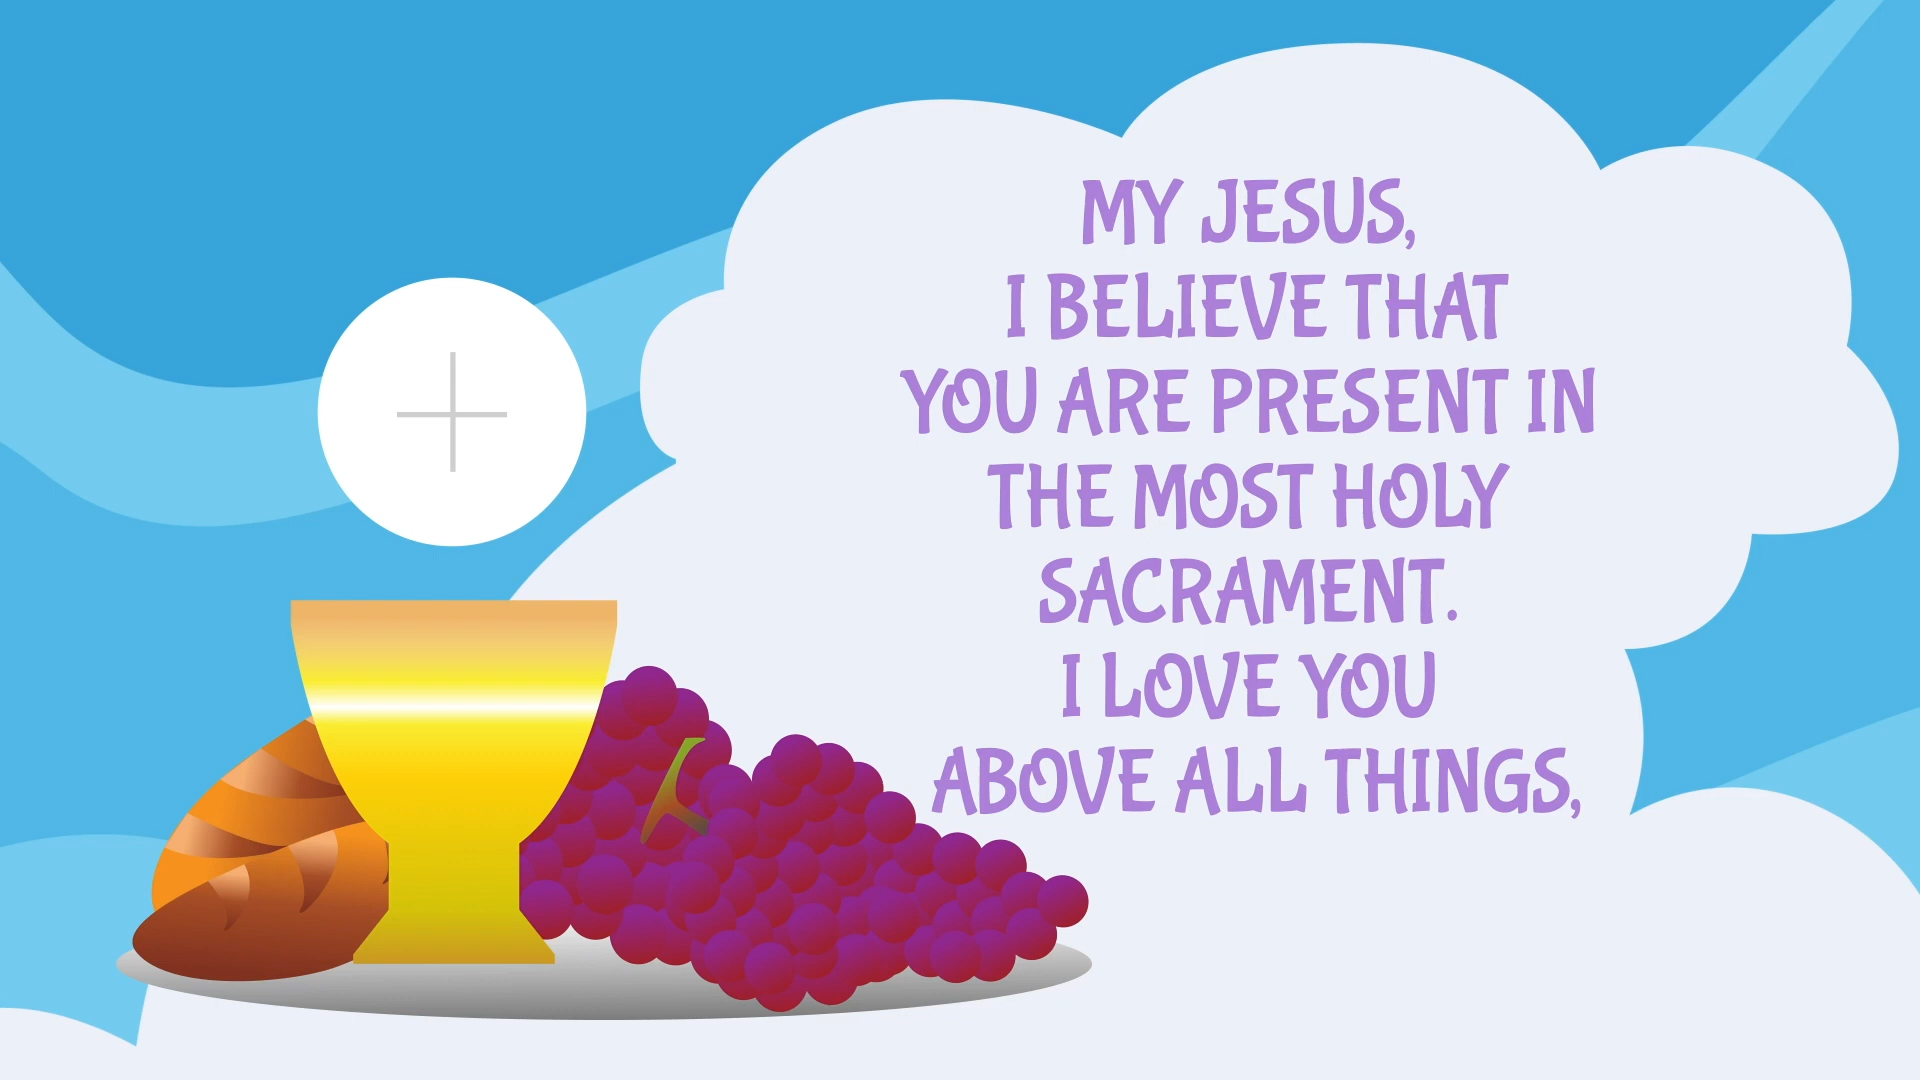 MY JESUS,
I BELIEVE THAT
YOU ARE PRESENT IN
THE MOST HOLY
SACRAMENT.
I LOVE YOU
ABOVE ALL THINGS,